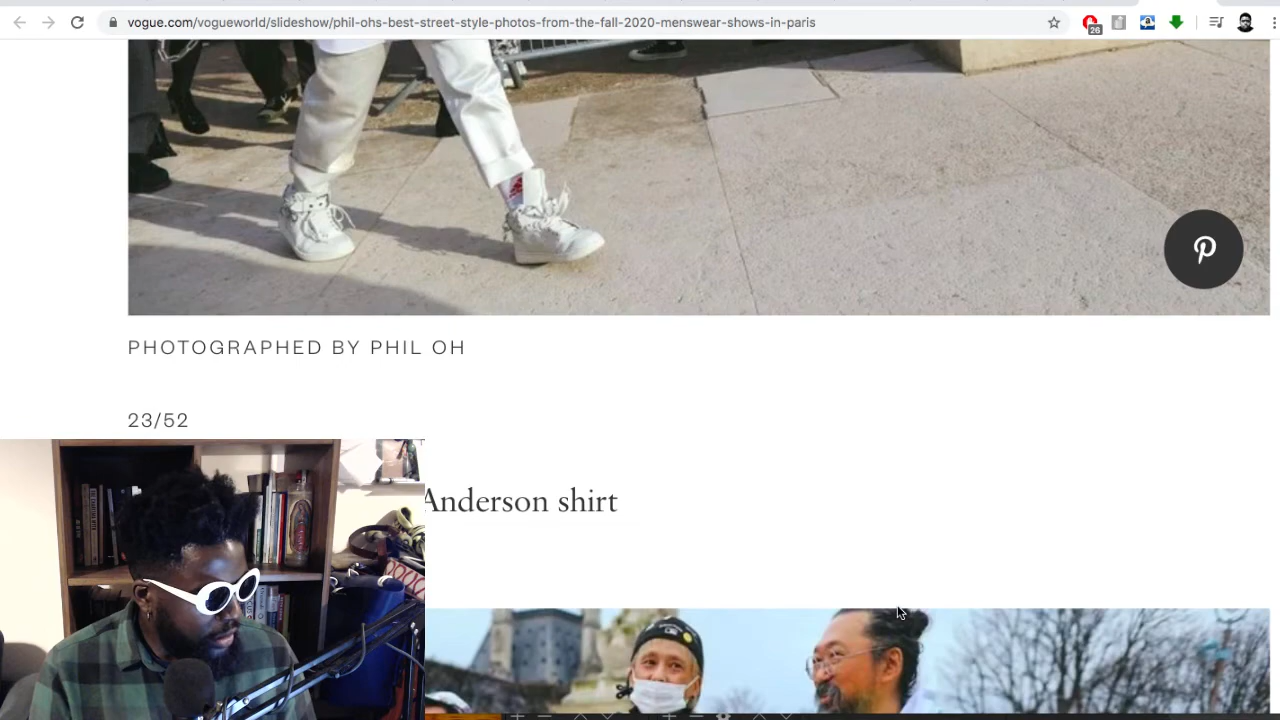 vogue.com/vogueworld/slideshow/phil-ohs-best-street-style-photos-from-the-fall-2020-menswear-shows-in-paris
26
PHOTOGRAPHED BY PHIL OH
23/52
Anderson shirt